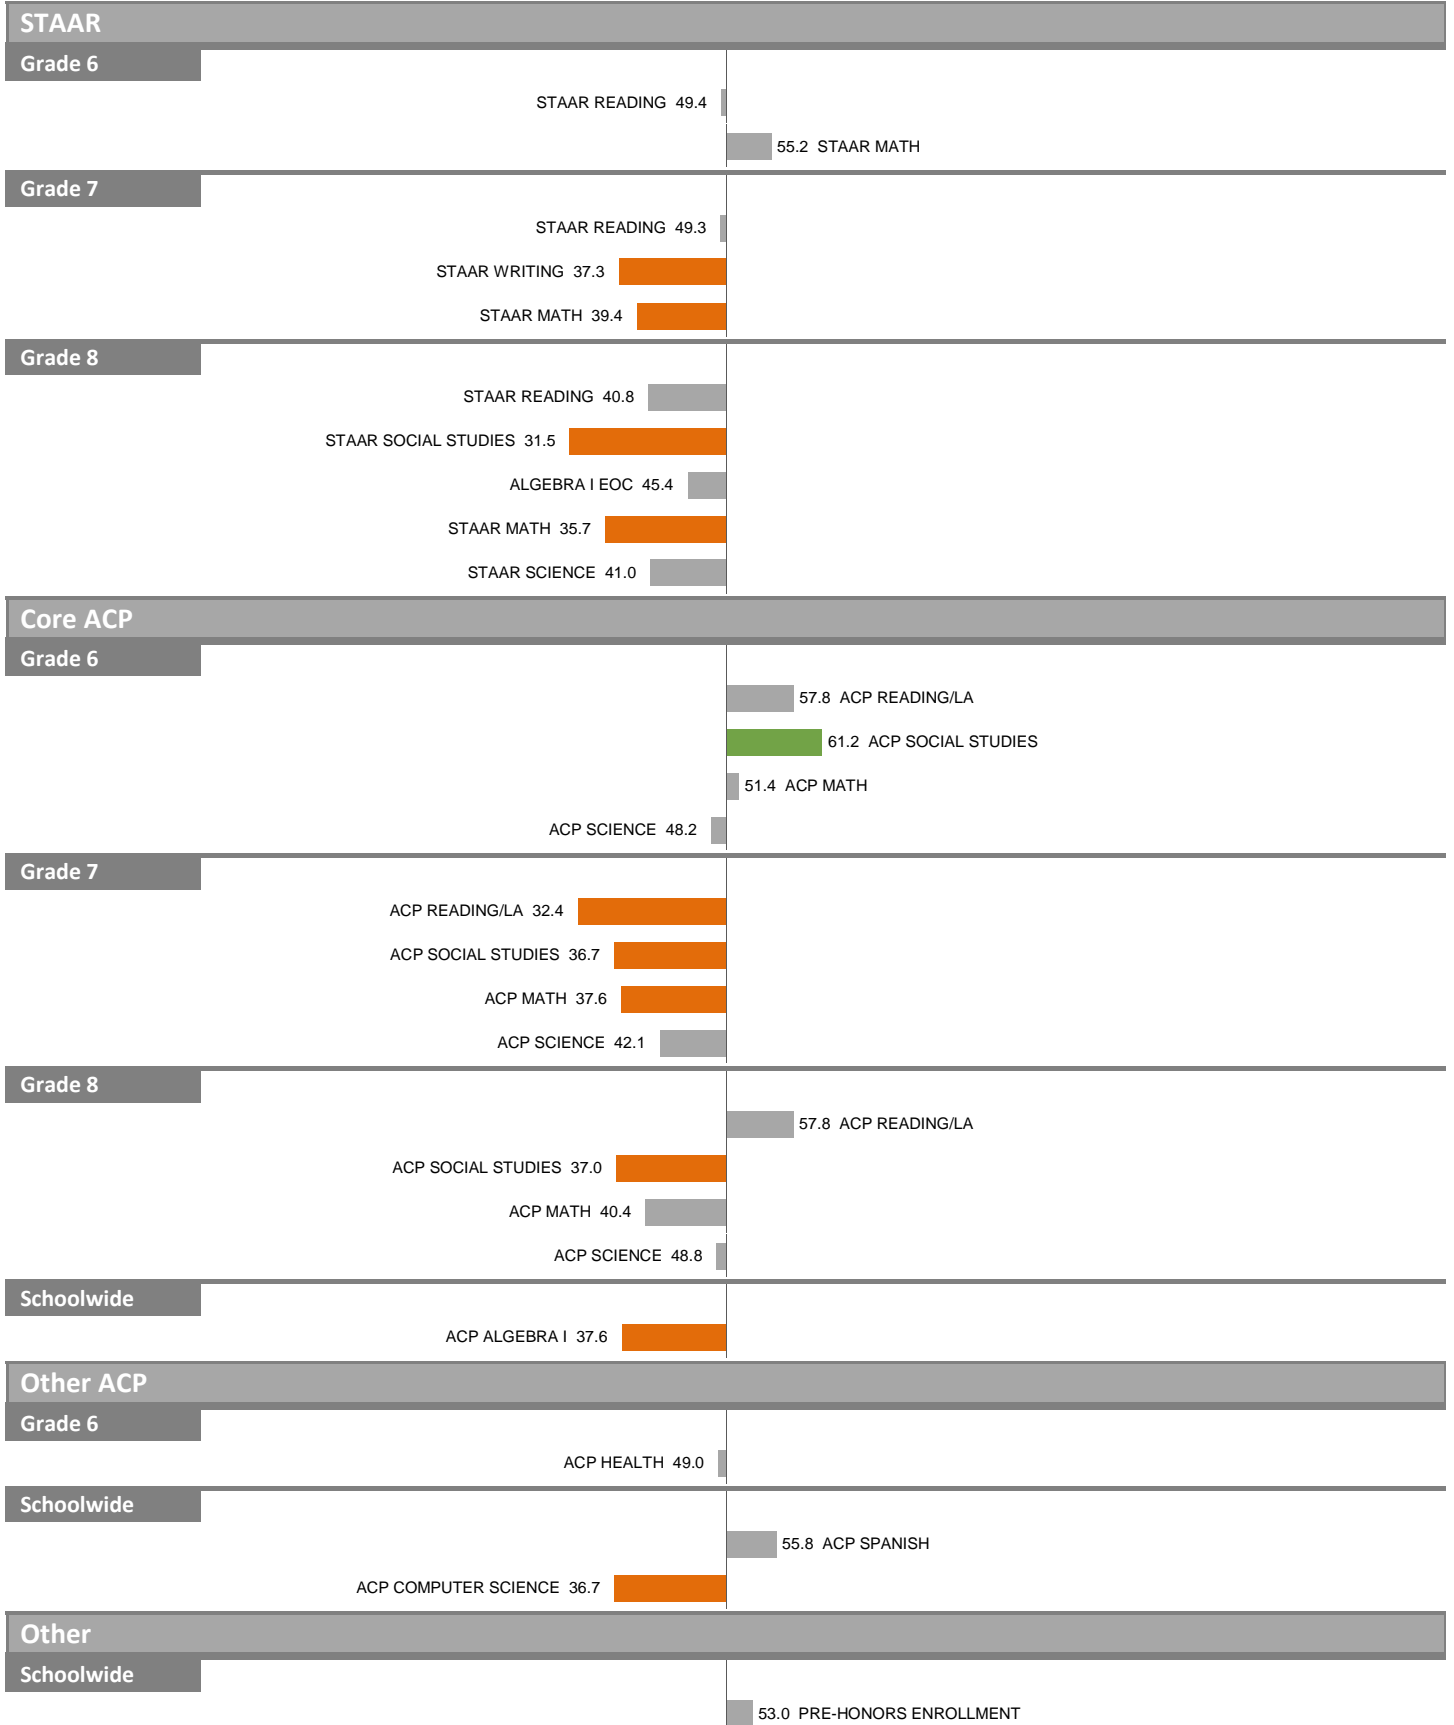 STAAR
Grade 6
STAAR READING 49.4
55.2 STAAR MATH
Grade 7
STAAR READING 49.3
STAAR WRITING 37.3
STAAR MATH 39.4
Grade 8
STAAR READING 40.8
STAAR SOCIAL STUDIES 31.5
ALGEBRA I EOC 45.4
STAAR MATH 35.7
STAAR SCIENCE 41.0
Core ACP
Grade 6
57.8 ACP READING/LA
61.2 ACP SOCIAL STUDIES
51.4 ACP MATH
ACP SCIENCE 48.2
Grade 7
ACP READING/LA 32.4
ACP SOCIAL STUDIES 36.7
ACP MATH 37.6
ACP SCIENCE 42.1
Grade 8
57.8 ACP READING/LA
ACP SOCIAL STUDIES 37.0
ACP MATH 40.4
ACP SCIENCE 48.8
Schoolwide
ACP ALGEBRA I 37.6
Other ACP
Grade 6
ACP HEALTH 49.0
Schoolwide
55.8 ACP SPANISH
ACP COMPUTER SCIENCE 36.7
Other
Schoolwide
53.0 PRE-HONORS ENROLLMENT